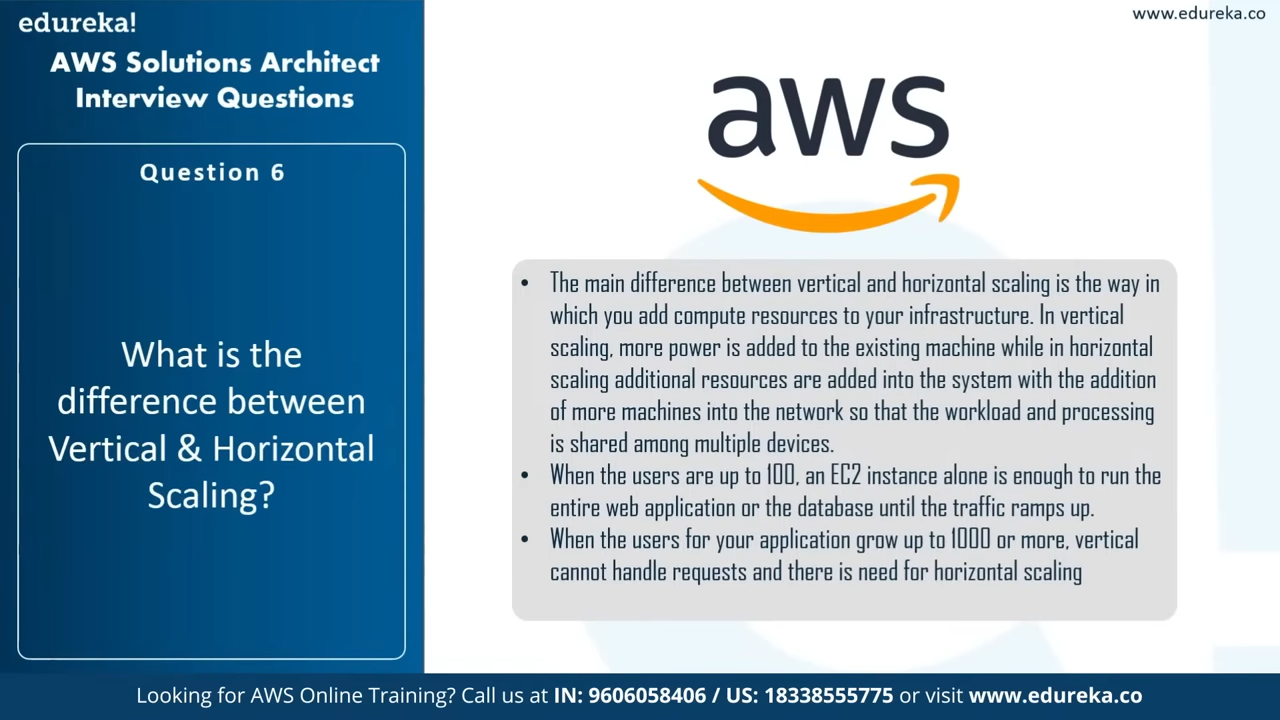 edureka!
www.edureka.co
AWS Solutions Architect
Interview Questions
Question 6
What is the
difference between
Vertical & Horizontal
Scaling?
aws
• The main difference between vertical and horizontal scaling is the way in
which you add compute resources to your infrastructure. In vertical
scaling, more power is added to the existing machine while in horizontal
scaling additional resources are added into the system with the addition
of more machines into the network so that the workload and processing
is shared among multiple devices.
• When the users are up to 100, an EC2 instance alone is enough to run the
entire web application or the database until the traffic ramps up.
• When the users for your application grow up to 1000 or more, vertical
cannot handle requests and there is need for horizontal scaling
Looking for AWS Online Training? Call us at IN: 9606058406 / US: 18338555775 or visit www.edureka.co